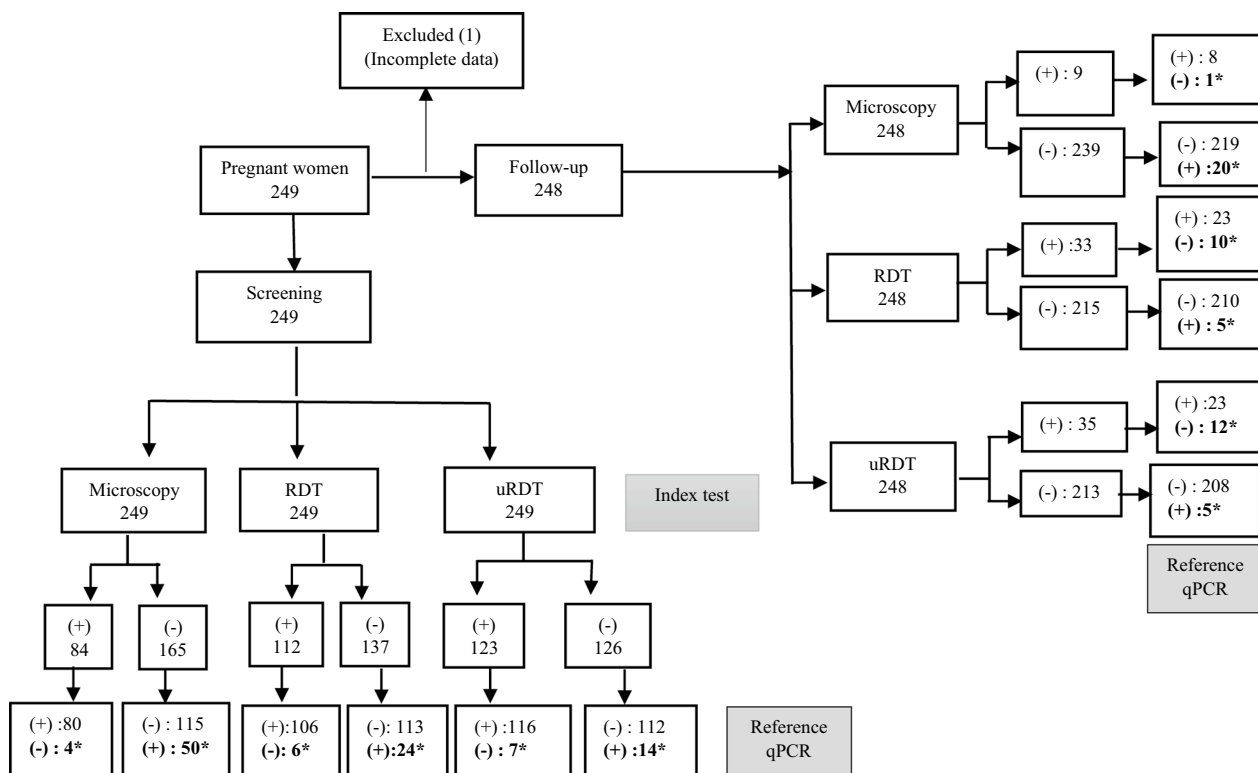 Excluded (1)
(Incomplete data)
Pregnant women
249
Follow-up
248
Screening
249
Microscopy
249
RDT
249
uRDT
249
Index test
(+)
84
(-)
165
(+)
112
(-)
137
(+)
123
(-)
126
(+) :80
(-) : 4*
(-) : 115
(+) : 50*
(+):106
(-): 6*
(-): 113
(+):24*
(+) :116
(-) : 7*
(-) : 112
(+) :14*
Reference
qPCR
Microscopy
248
(+) : 9
(+) : 8
(-) : 1*
(-) : 239
(-) : 219
(+) :20*
RDT
248
(+) :33
(+) : 23
(-) : 10*
(-) : 215
(-) : 210
(+) : 5*
uRDT
248
(+) : 35
(+) :23
(-) : 12*
(-) : 213
(-) : 208
(+) :5*
Reference
qPCR